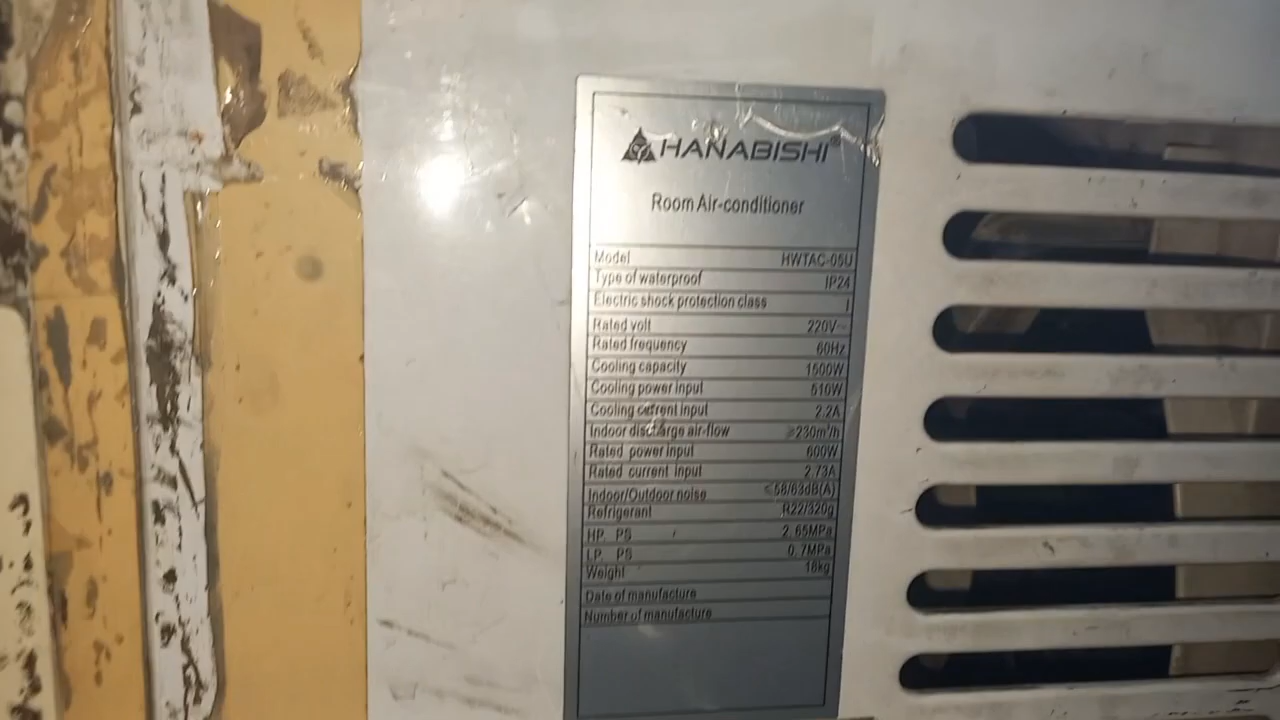 HANABISHI®
Room Air-conditioner
Model HWTAC-05U
Type of waterproof IP24
Electric shock protection class I
Rated volt 220V~
Rated frequency 60Hz
Cooling capacity 1500W
Cooling power input 516W
Cooling current input 2.2A
Indoor discharge air-flow ≥230m³/h
Rated power input 600W
Rated current input 2.73A
Indoor/Outdoor noise ≤58/63dB(A)
Refrigerant R22/320g
HP. PS 2.65MPa
LP. PS 0.7MPa
Weight 18kg
Date of manufacture
Number of manufacture